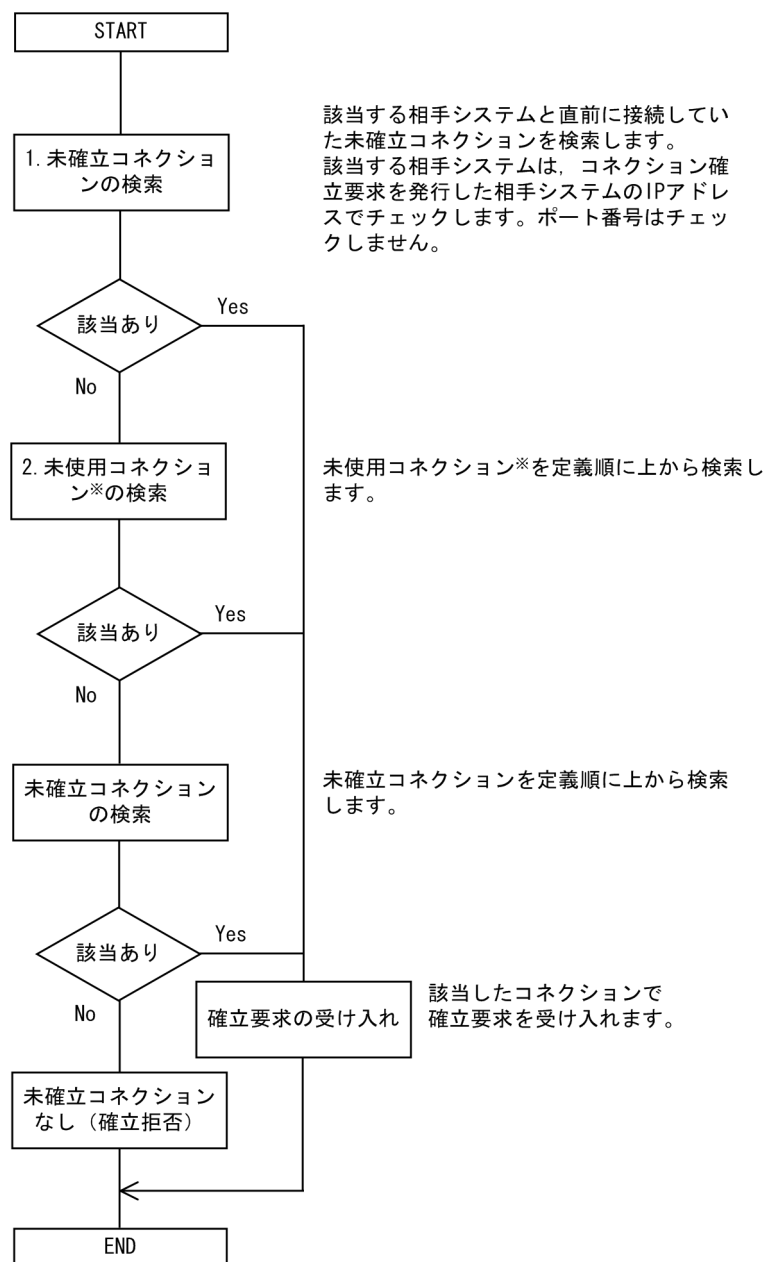 START
該当する相手システムと直前に接続してい
た未確立コネクションを検索します。
該当する相手システムは，コネクション確
立要求を発行した相手システムのIPアドレ
スでチェックします。ポート番号はチェッ
クしません。
1. 未確立コネクショ
ンの検索
該当あり
Yes
No
2. 未使用コネクショ
ン※の検索
未使用コネクション※を定義順に上から検索し
ます。
該当あり
Yes
No
未確立コネクション
の検索
未確立コネクションを定義順に上から検索
します。
該当あり
Yes
No
確立要求の受け入れ
該当したコネクションで
確立要求を受け入れます。
未確立コネクション
なし（確立拒否）
END